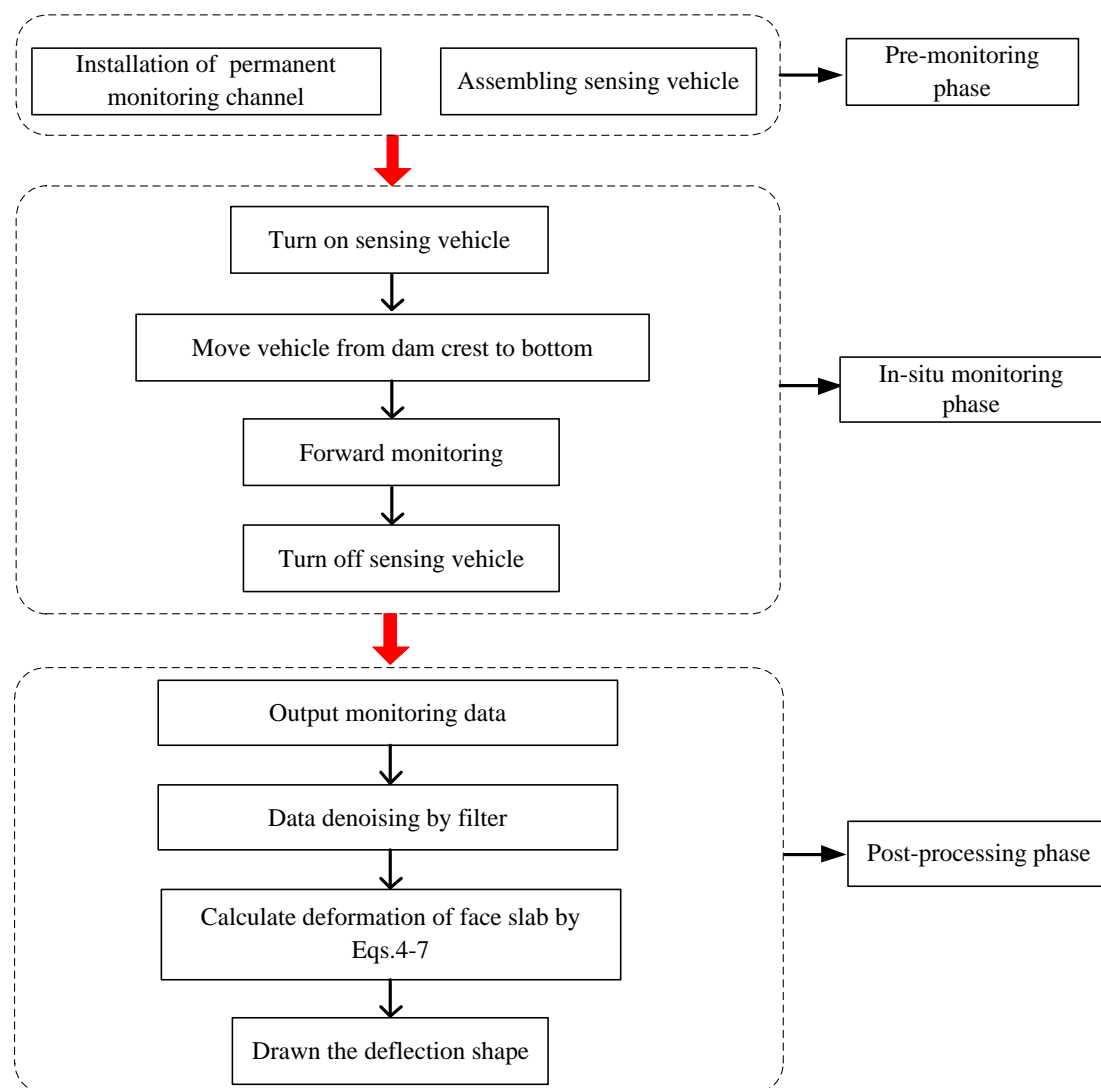 Installation of permanent
monitoring channel
Assembling sensing vehicle
Pre-monitoring
phase
Turn on sensing vehicle
Move vehicle from dam crest to bottom
Forward monitoring
Turn off sensing vehicle
In-situ monitoring
phase
Output monitoring data
Data denoising by filter
Calculate deformation of face slab by
Eqs.4-7
Drawn the deflection shape
Post-processing phase